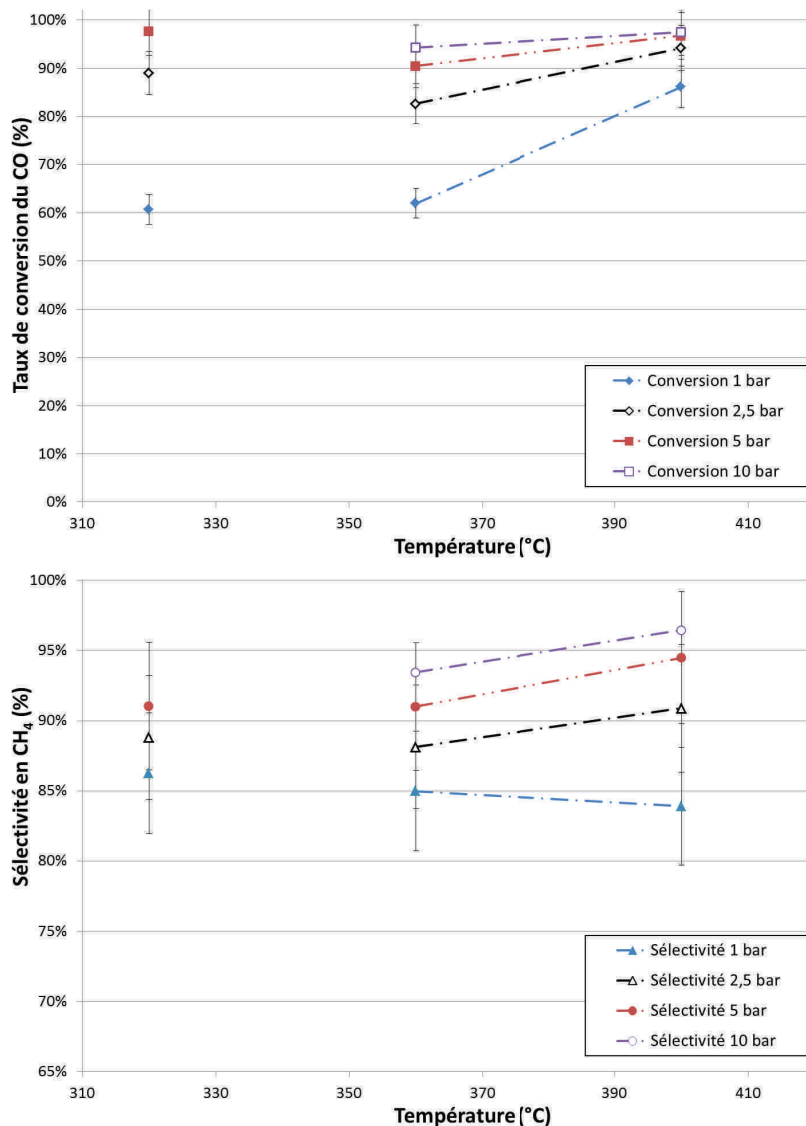 100%
90%
80%
70%
60%
50%
40%
30%
20%
10%
0%
Taux de conversion du CO (%)
Conversion 1 bar
Conversion 2,5 bar
Conversion 5 bar
Conversion 10 bar
310 330 350 370 390 410
Température (°C)
100%
95%
90%
85%
80%
75%
70%
65%
Sélectivité en CH₄ (%)
Sélectivité 1 bar
Sélectivité 2,5 bar
Sélectivité 5 bar
Sélectivité 10 bar
310 330 350 370 390 410
Température (°C)